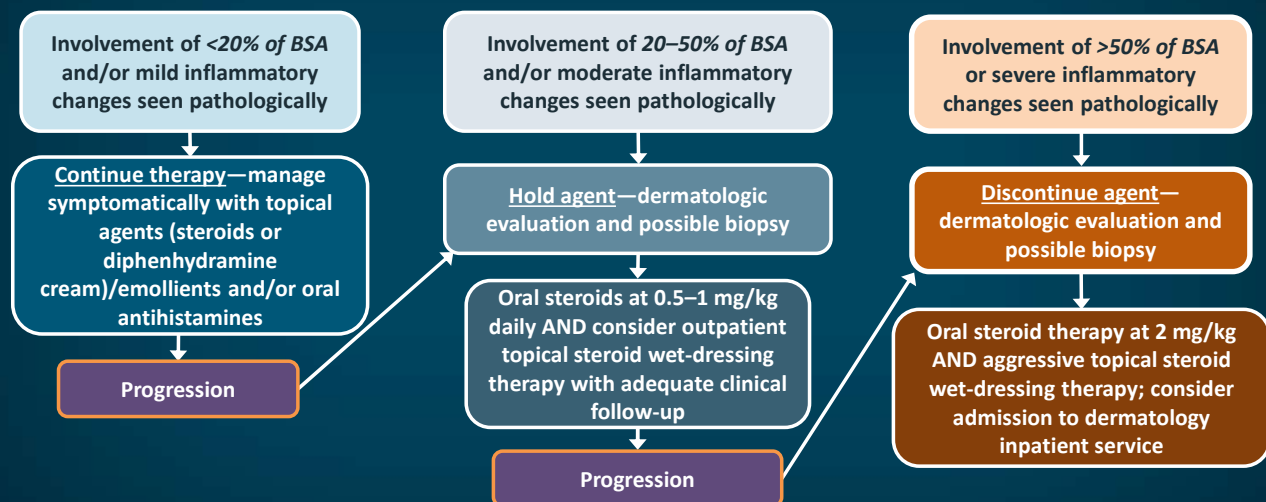 Involvement of <20% of BSA
and/or mild inflammatory
changes seen pathologically
Continue therapy—manage
symptomatically with topical
agents (steroids or
diphenhydramine
cream)/emollients and/or oral
antihistamines
Progression
Involvement of 20–50% of BSA
and/or moderate inflammatory
changes seen pathologically
Hold agent—dermatologic
evaluation and possible biopsy
Oral steroids at 0.5–1 mg/kg
daily AND consider outpatient
topical steroid wet-dressing
therapy with adequate clinical
follow-up
Progression
Involvement of >50% of BSA
or severe inflammatory
changes seen pathologically
Discontinue agent—
dermatologic evaluation and
possible biopsy
Oral steroid therapy at 2 mg/kg
AND aggressive topical steroid
wet-dressing therapy; consider
admission to dermatology
inpatient service